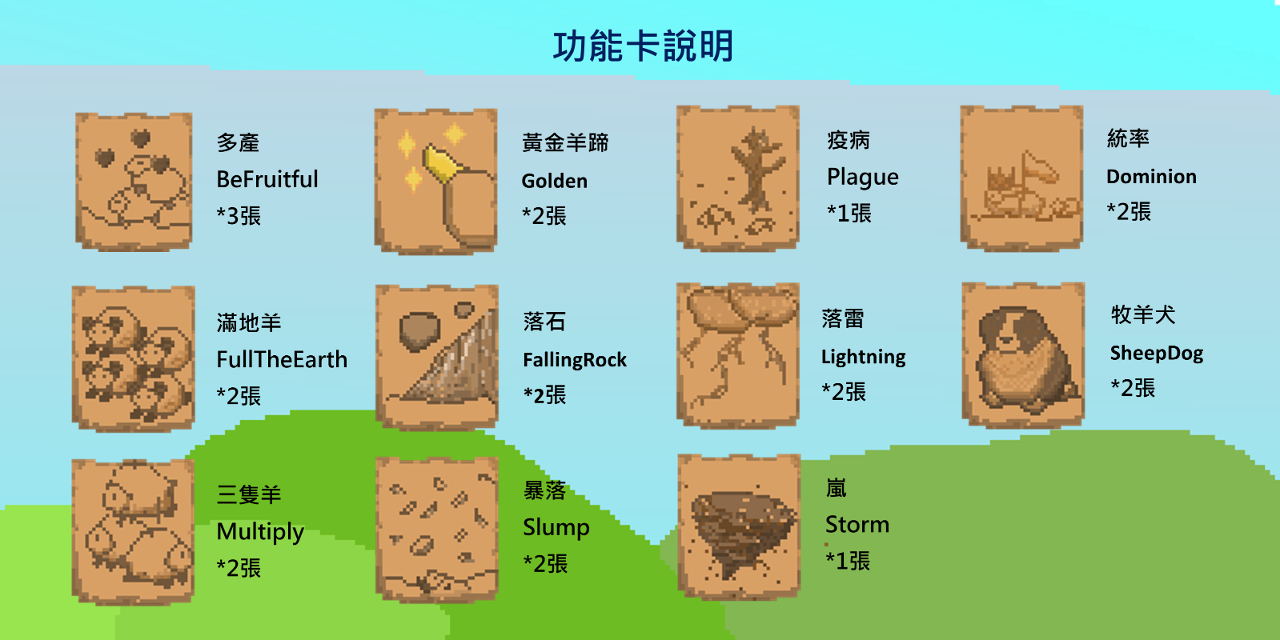 功能卡說明
多產
BeFruitful
*3張
黃金羊蹄
Golden
*2張
疫病
Plague
*1張
統率
Dominion
*2張
滿地羊
FullTheEarth
*2張
落石
FallingRock
*2張
落雷
Lightning
*2張
牧羊犬
SheepDog
*2張
三隻羊
Multiply
*2張
暴落
Slump
*2張
嵐
Storm
*1張